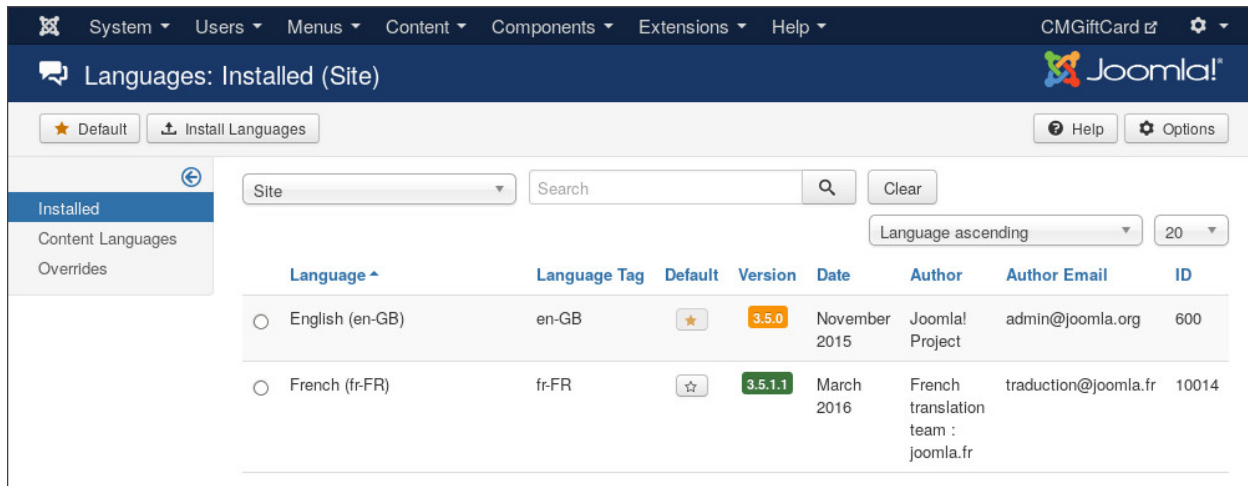 System Users Menus Content Components Extensions Help CMGiftCard
Languages: Installed (Site) Joomla!®
Default Install Languages Help Options
Site Search Clear
Installed
Content Languages
Overrides
Language ascending 20
Language Language Tag Default Version Date Author Author Email ID
English (en-GB) en-GB 3.5.0 November 2015 Joomla! Project admin@joomla.org 600
French (fr-FR) fr-FR 3.5.1.1 March 2016 French translation team : joomla.fr traduction@joomla.fr 10014